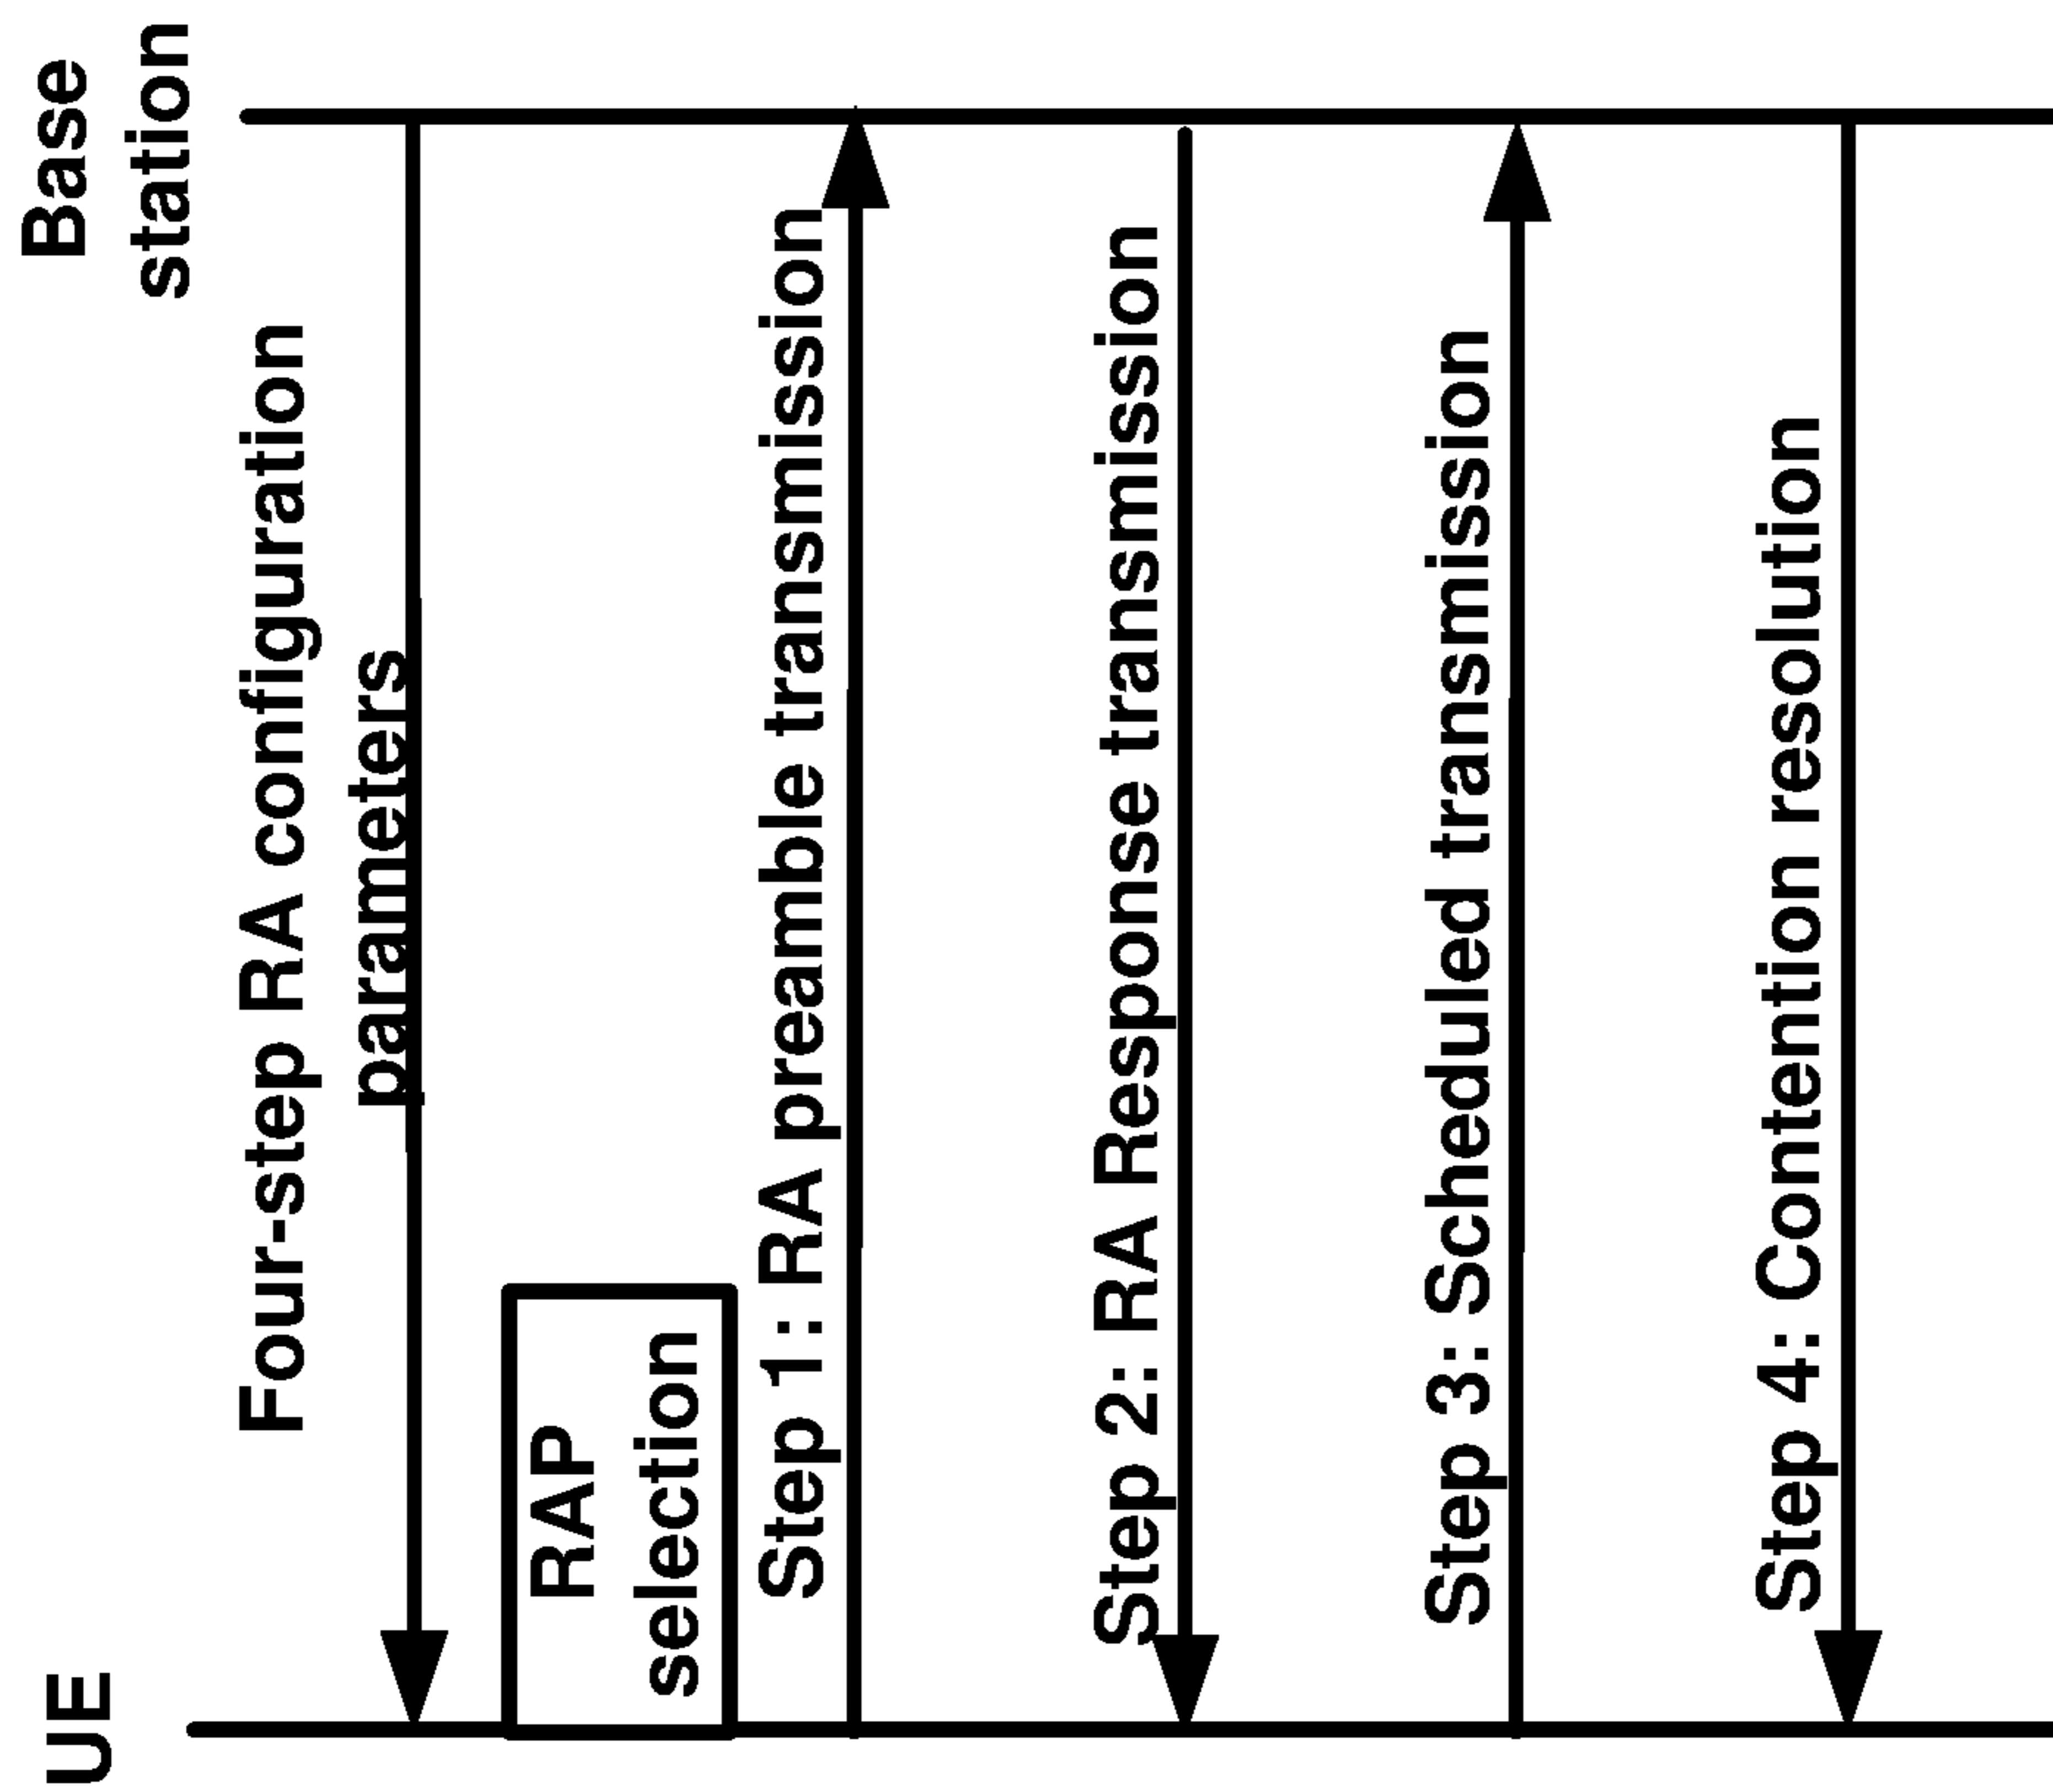 UE
Base
station
Four-step RA configuration
parameters
RAP
selection
Step 1: RA preamble transmission
Step 2: RA Response transmission
Step 3: Scheduled transmission
Step 4: Contention resolution